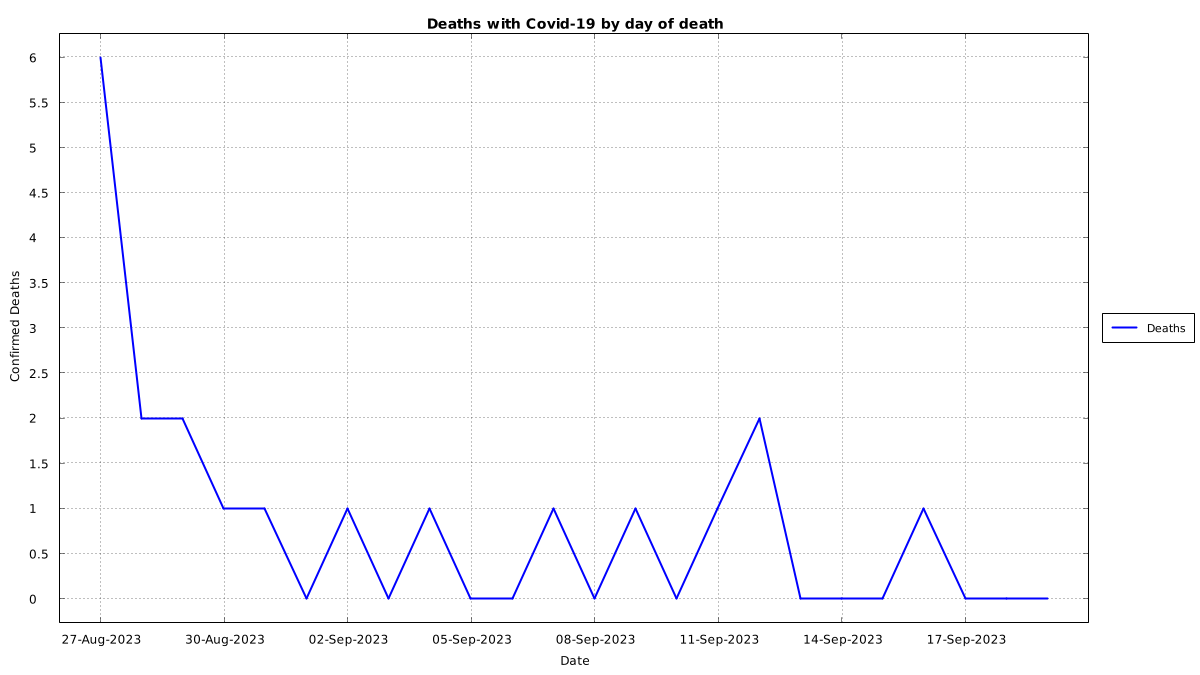 Deaths with Covid-19 by day of death
6
5.5
5
4.5
4
3.5
3
2.5
2
1.5
1
0.5
0
Confirmed Deaths
27-Aug-2023 30-Aug-2023 02-Sep-2023 05-Sep-2023 08-Sep-2023 11-Sep-2023 14-Sep-2023 17-Sep-2023
Date
Deaths